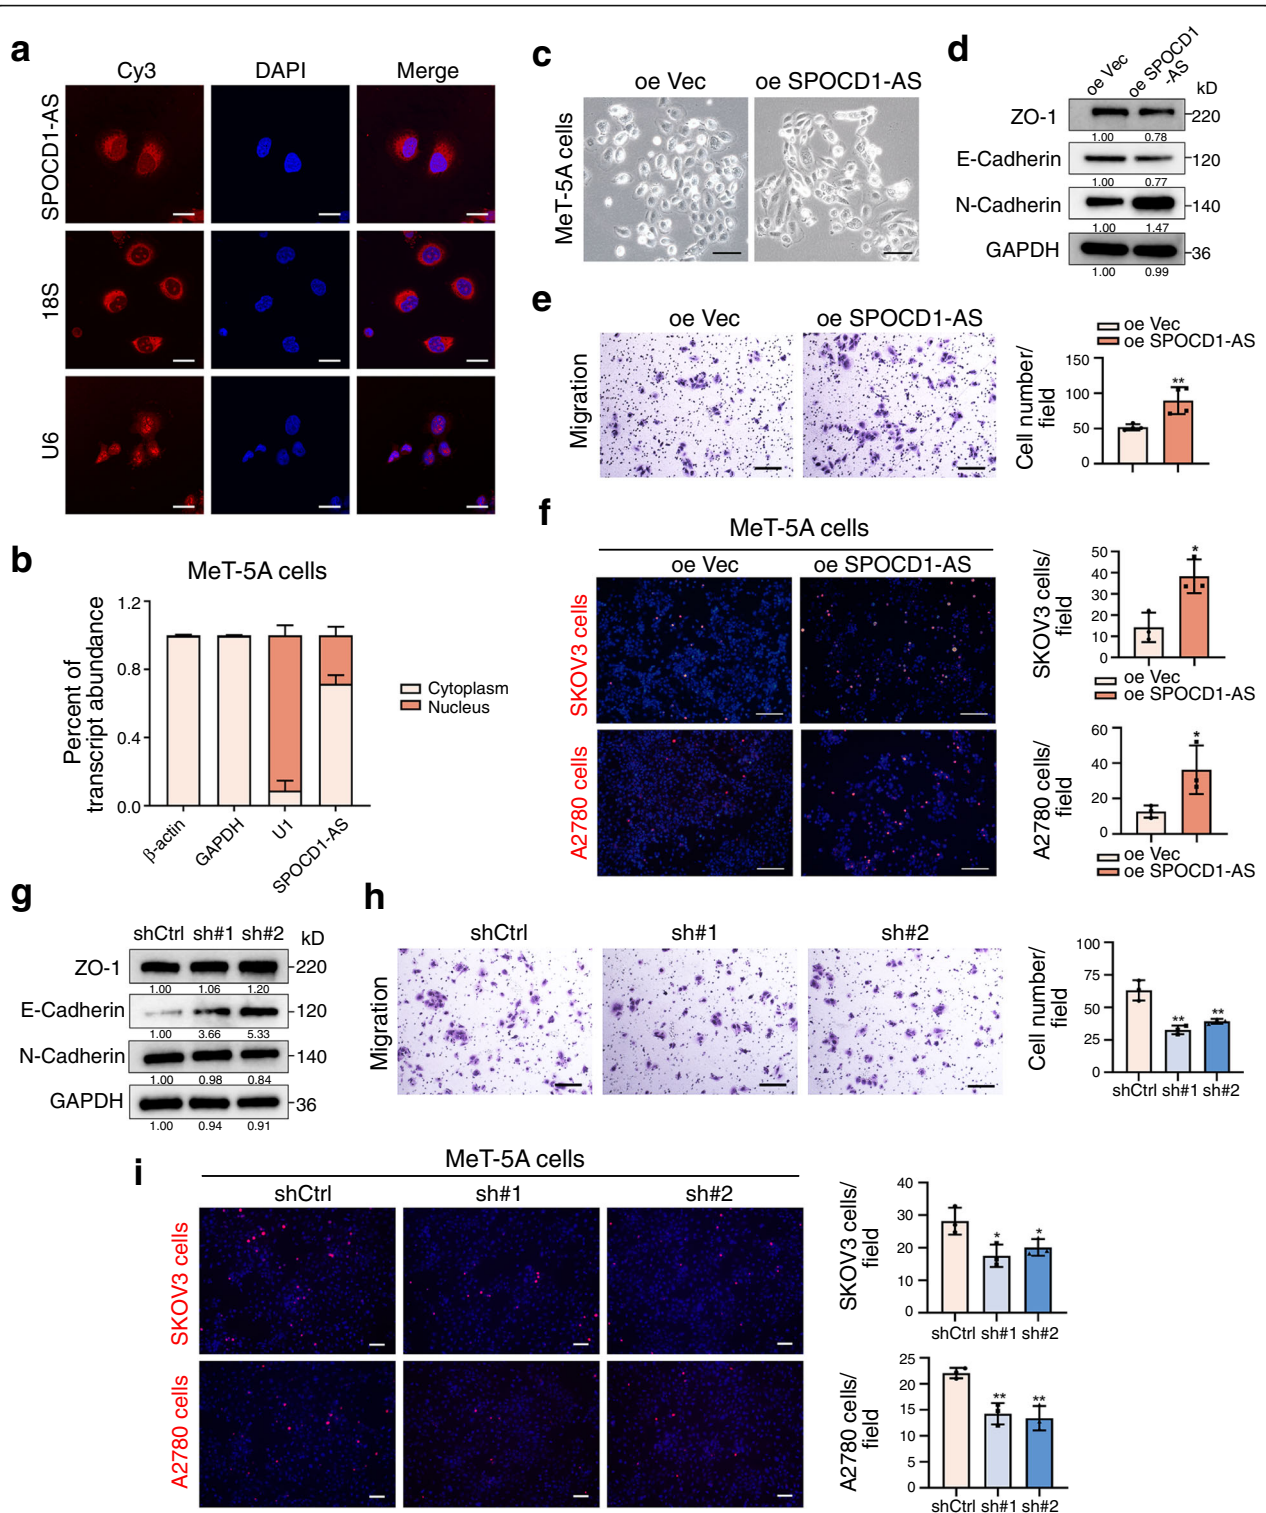 a
Cy3 DAPI Merge
SPOCD1-AS
18S
U6
b
MeT-5A cells
Percent of
transcript abundance
1.2
0.8
0.4
0.0
β-actin GAPDH U1 SPOCD1-AS
Cytoplasm
Nucleus
c
oe Vec oe SPOCD1-AS
MeT-5A cells
d
oe Vec oe SPOCD1
-AS
kD
ZO-1 220
1.00 0.78
E-Cadherin 120
1.00 0.77
N-Cadherin 140
1.00 1.47
GAPDH 36
1.00 0.99
e
oe Vec oe SPOCD1-AS
Migration
oe Vec
oe SPOCD1-AS
Cell number/
field
150
100
50
0
**
f
MeT-5A cells
oe Vec oe SPOCD1-AS
SKOV3 cells
A2780 cells
SKOV3 cells/
field
50
40
30
20
10
0
*
oe Vec
oe SPOCD1-AS
A2780 cells/
field
60
40
20
0
*
oe Vec
oe SPOCD1-AS
g
shCtrl sh#1 sh#2 kD
ZO-1 220
1.00 1.06 1.20
E-Cadherin 120
1.00 3.66 5.33
N-Cadherin 140
1.00 0.98 0.84
GAPDH 36
1.00 0.94 0.91
h
shCtrl sh#1 sh#2
Migration
Cell number/
field
100
75
50
25
0
** **
shCtrl sh#1 sh#2
i
MeT-5A cells
shCtrl sh#1 sh#2
SKOV3 cells
A2780 cells
SKOV3 cells/
field
40
30
20
10
0
* *
shCtrl sh#1 sh#2
A2780 cells/
field
25
20
15
10
5
0
** **
shCtrl sh#1 sh#2